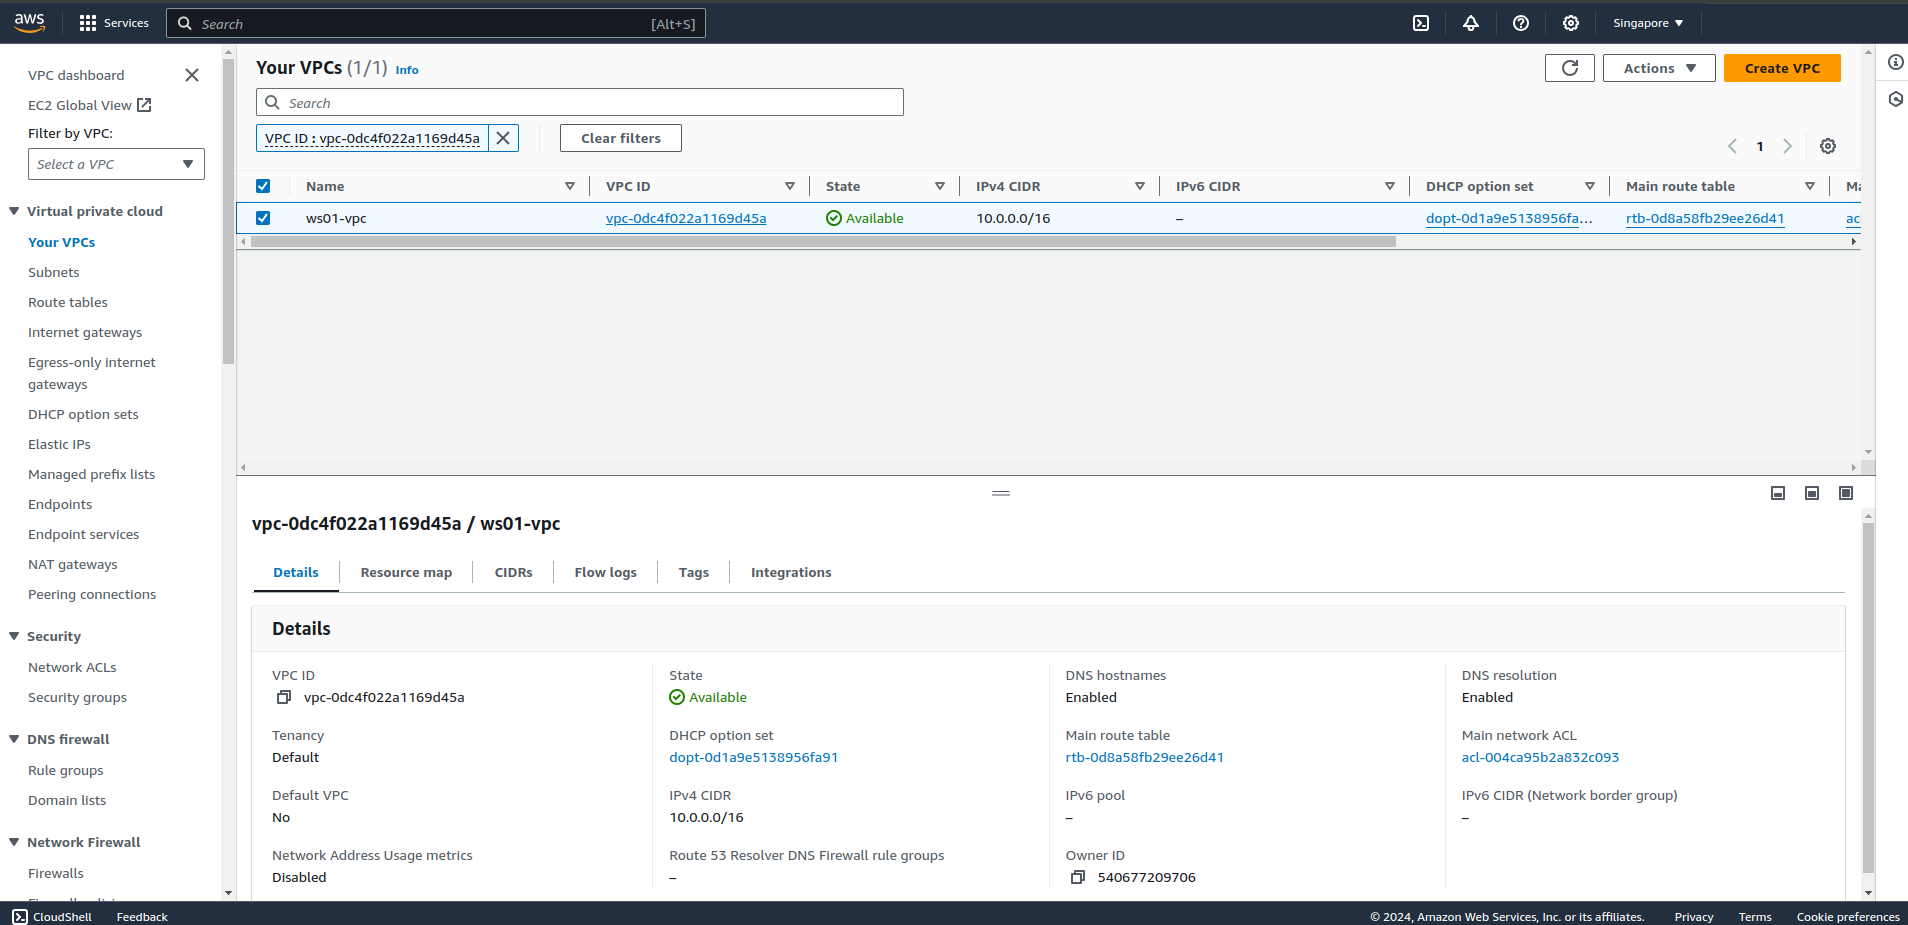 aws
Services
Search
[Alt+S]
Singapore
VPC dashboard
EC2 Global View
Filter by VPC:
Select a VPC
Virtual private cloud
Your VPCs
Subnets
Route tables
Internet gateways
Egress-only internet
gateways
DHCP option sets
Elastic IPs
Managed prefix lists
Endpoints
Endpoint services
NAT gateways
Peering connections
Security
Network ACLs
Security groups
DNS firewall
Rule groups
Domain lists
Network Firewall
Firewalls
Your VPCs (1/1) Info
Actions
Create VPC
Search
VPC ID : vpc-0dc4f022a1169d45a
Clear filters
1
Name VPC ID State IPv4 CIDR IPv6 CIDR DHCP option set Main route table Ma
ws01-vpc vpc-0dc4f022a1169d45a Available 10.0.0.0/16 – dopt-0d1a9e5138956fa... rtb-0d8a58fb29ee26d41 ac
vpc-0dc4f022a1169d45a / ws01-vpc
Details Resource map CIDRs Flow logs Tags Integrations
Details
VPC ID
vpc-0dc4f022a1169d45a
State
Available
DNS hostnames
Enabled
DNS resolution
Enabled
Tenancy
Default
DHCP option set
dopt-0d1a9e5138956fa91
Main route table
rtb-0d8a58fb29ee26d41
Main network ACL
acl-004ca95b2a832c093
Default VPC
No
IPv4 CIDR
10.0.0.0/16
IPv6 pool
–
IPv6 CIDR (Network border group)
–
Network Address Usage metrics
Disabled
Route 53 Resolver DNS Firewall rule groups
–
Owner ID
540677209706
CloudShell
Feedback
© 2024, Amazon Web Services, Inc. or its affiliates.
Privacy
Terms
Cookie preferences